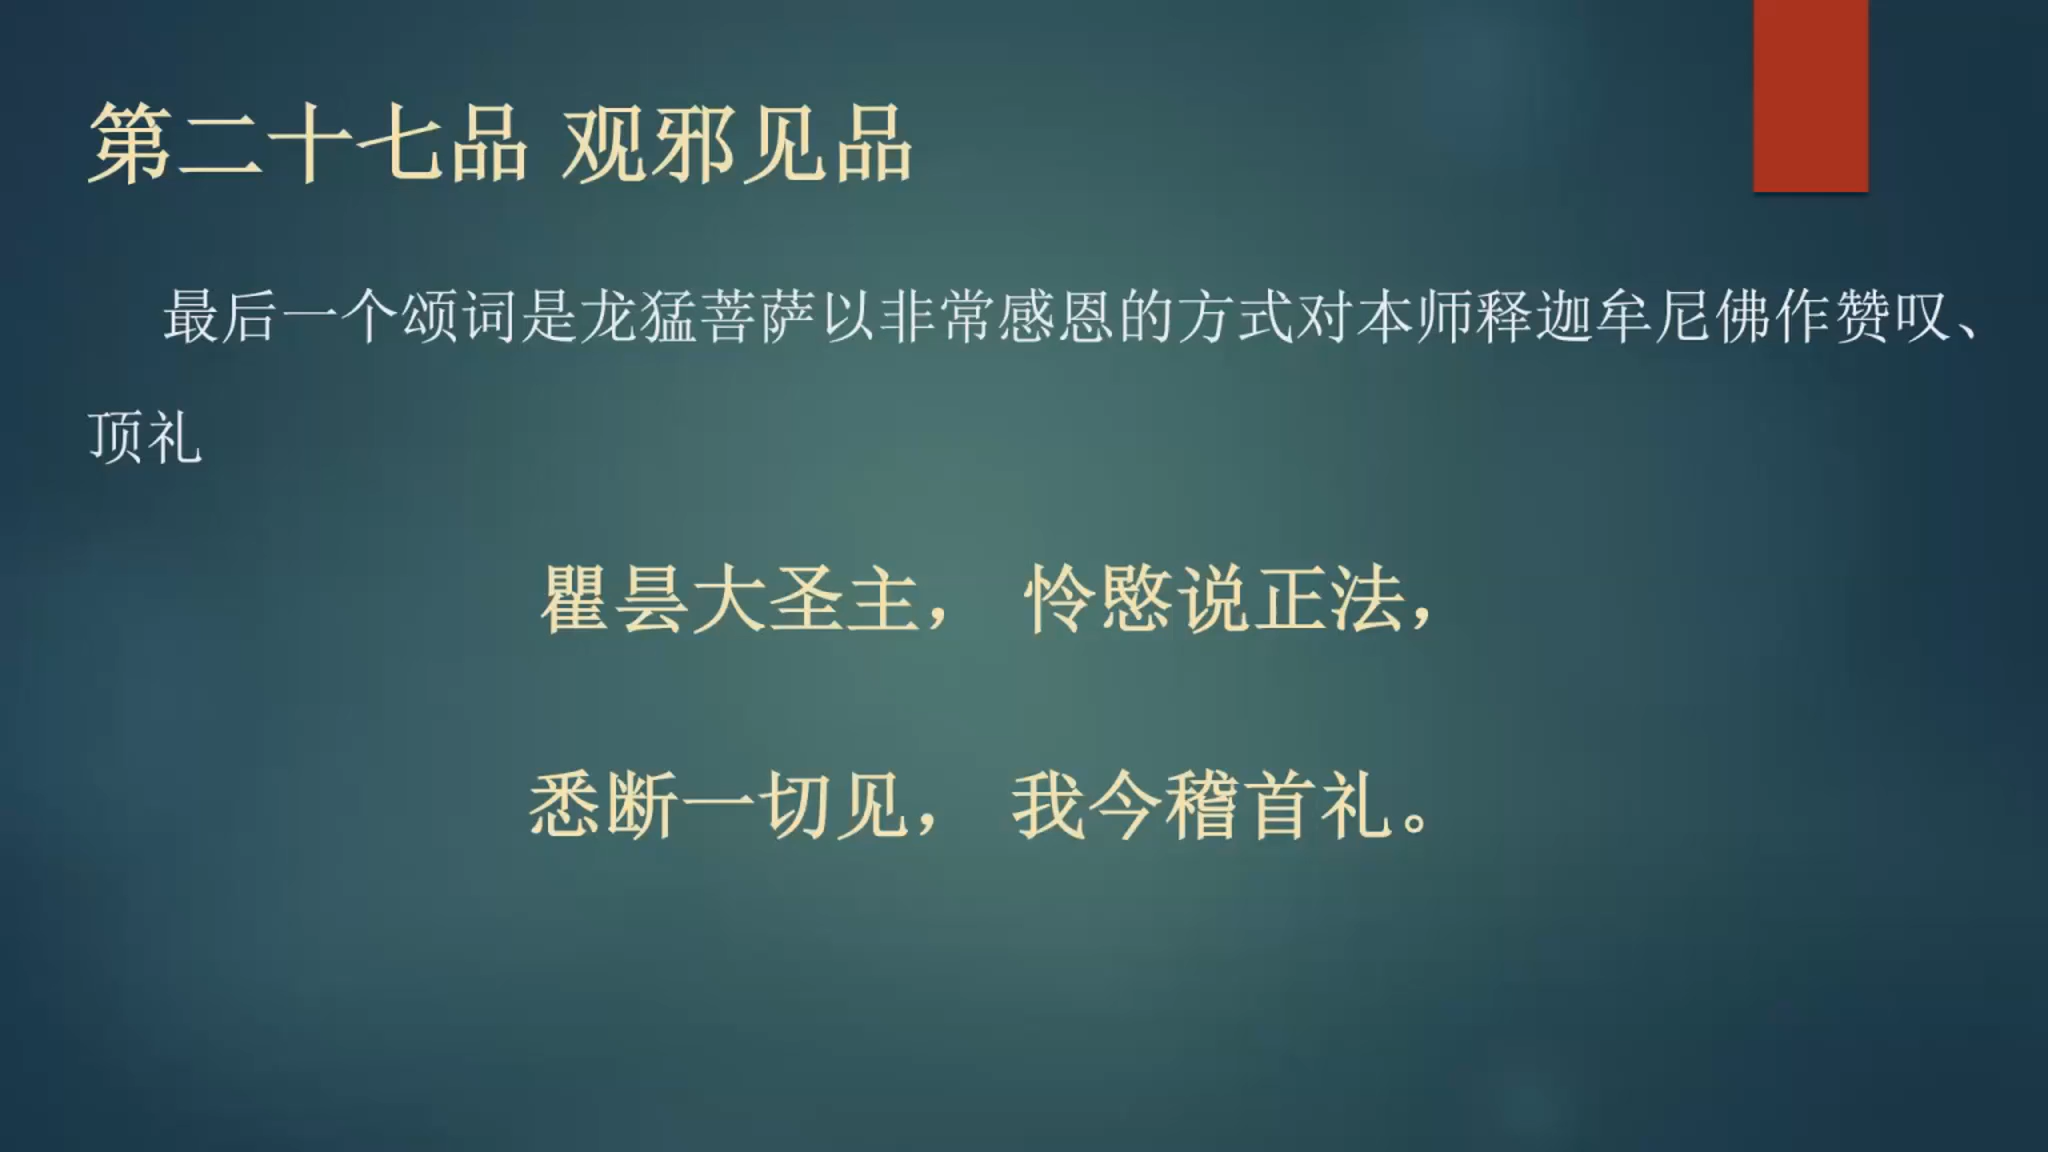 第二十七品 观邪见品
最后一个颂词是龙猛菩萨以非常感恩的方式对本师释迦牟尼佛作赞叹、
顶礼
瞿昙大圣主， 怜愍说正法，
悉断一切见， 我今稽首礼。